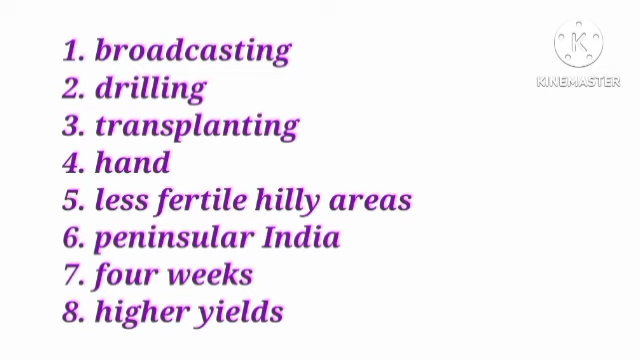 1. broadcasting
2. drilling
3. transplanting
4. hand
5. less fertile hilly areas
6. peninsular India
7. four weeks
8. higher yields
K
KINEMASTER